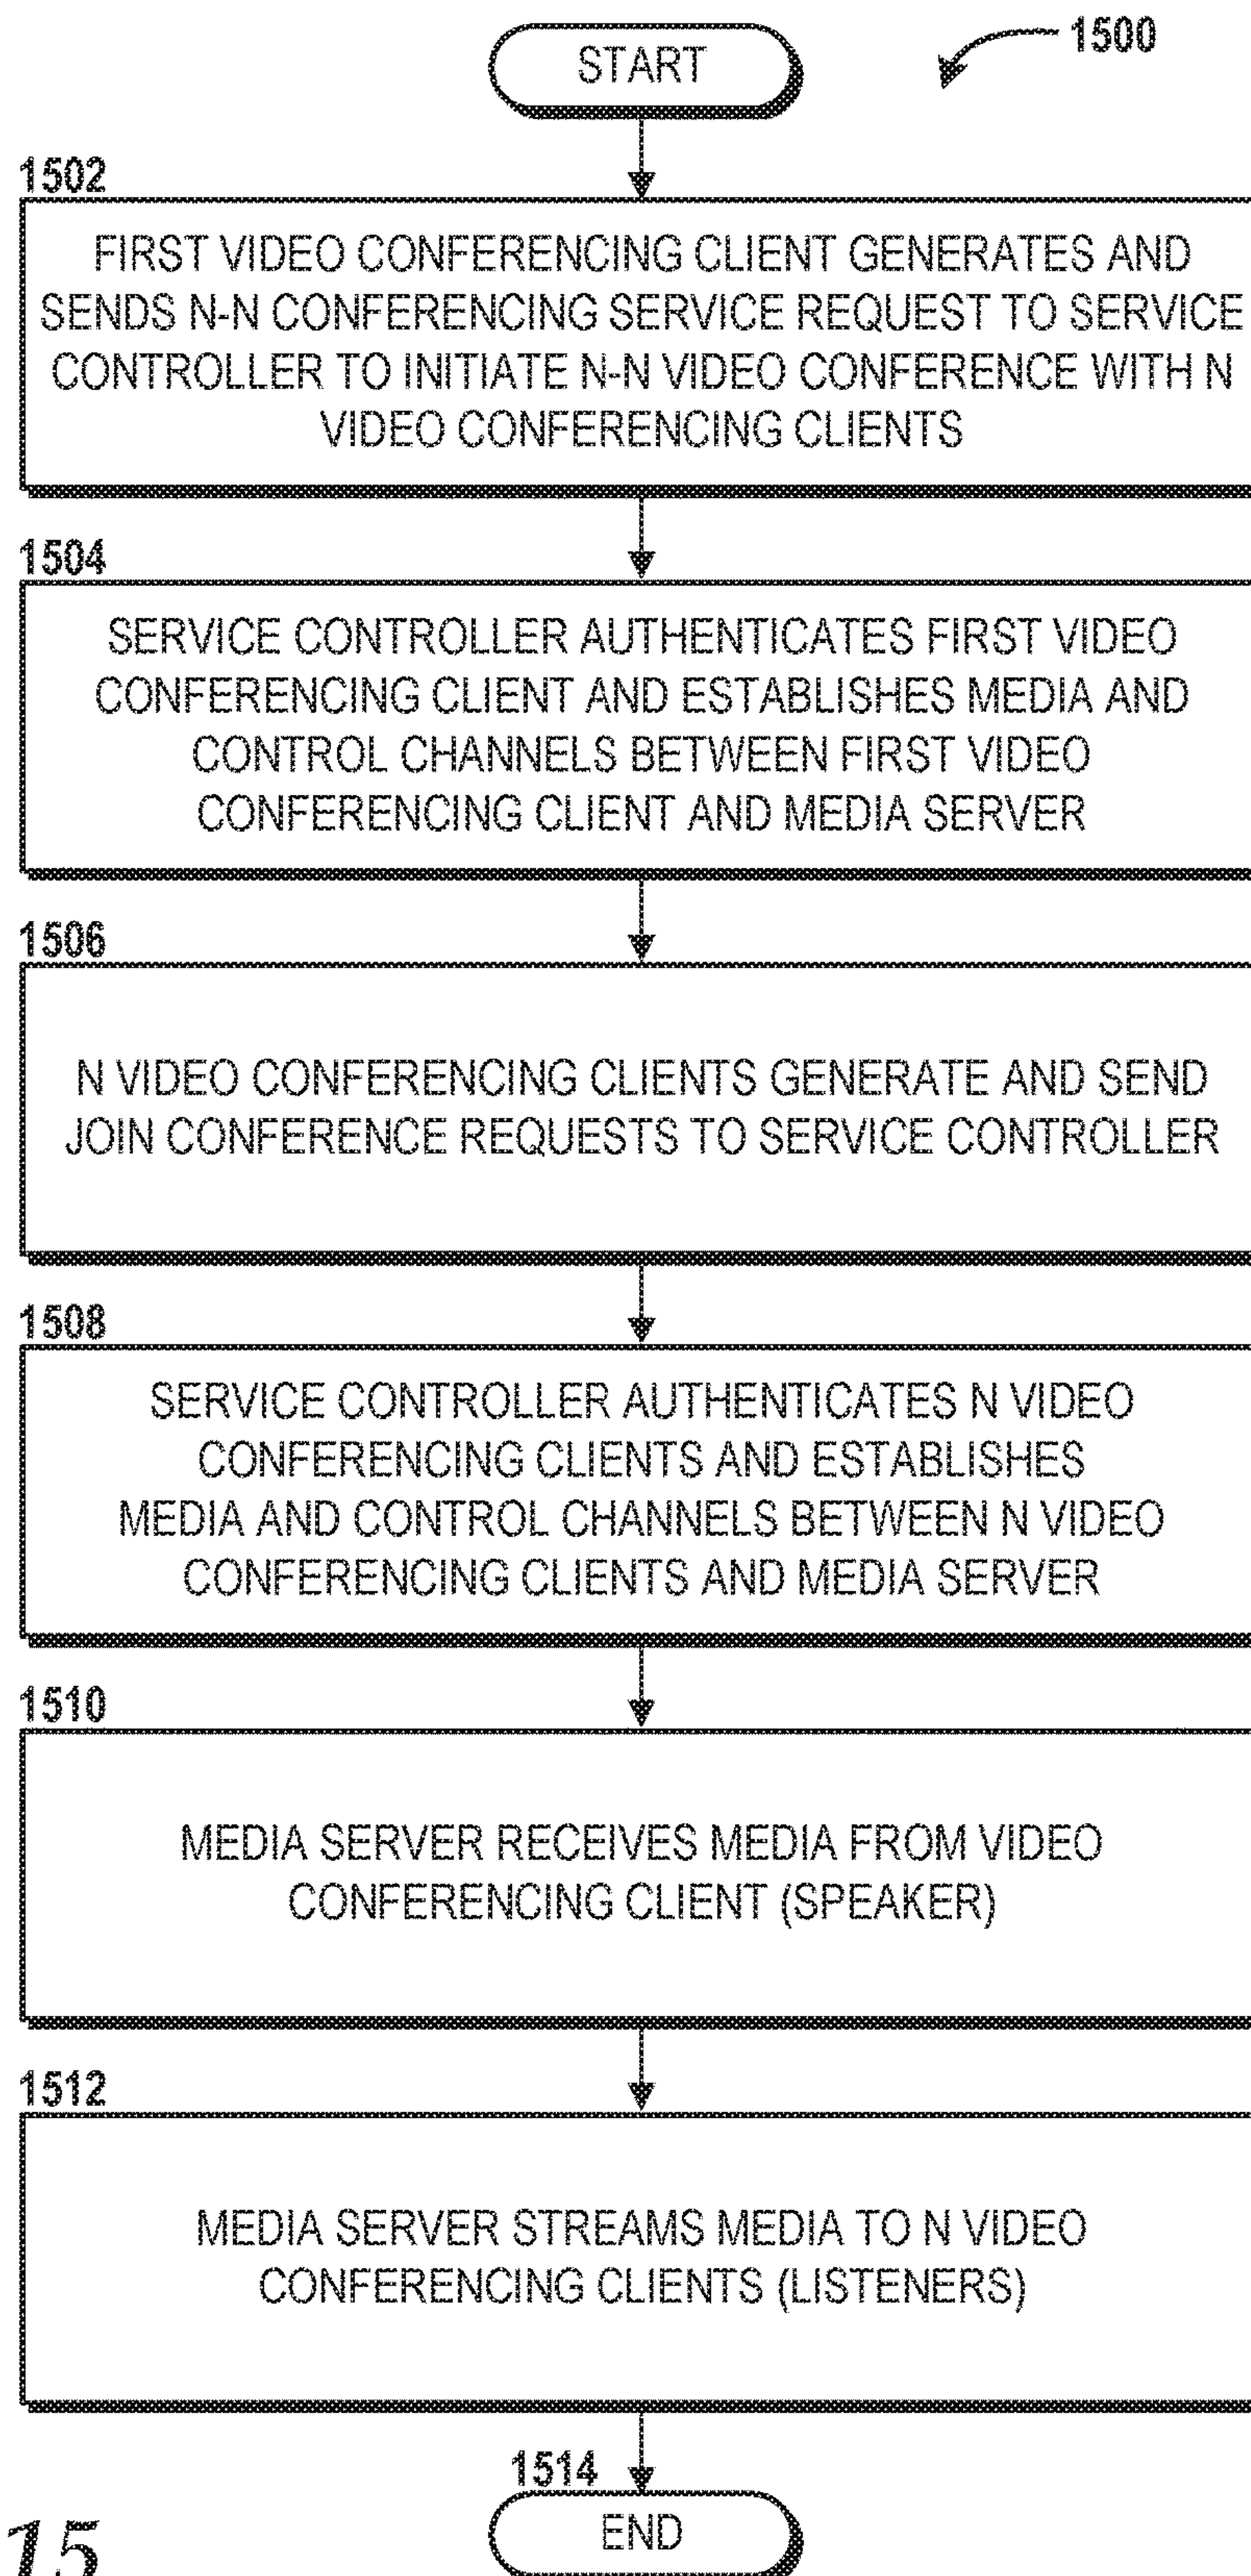 START
1500
1502
FIRST VIDEO CONFERENCING CLIENT GENERATES AND
SENDS N-N CONFERENCING SERVICE REQUEST TO SERVICE
CONTROLLER TO INITIATE N-N VIDEO CONFERENCE WITH N
VIDEO CONFERENCING CLIENTS
1504
SERVICE CONTROLLER AUTHENTICATES FIRST VIDEO
CONFERENCING CLIENT AND ESTABLISHES MEDIA AND
CONTROL CHANNELS BETWEEN FIRST VIDEO
CONFERENCING CLIENT AND MEDIA SERVER
1506
N VIDEO CONFERENCING CLIENTS GENERATE AND SEND
JOIN CONFERENCE REQUESTS TO SERVICE CONTROLLER
1508
SERVICE CONTROLLER AUTHENTICATES N VIDEO
CONFERENCING CLIENTS AND ESTABLISHES
MEDIA AND CONTROL CHANNELS BETWEEN N VIDEO
CONFERENCING CLIENTS AND MEDIA SERVER
1510
MEDIA SERVER RECEIVES MEDIA FROM VIDEO
CONFERENCING CLIENT (SPEAKER)
1512
MEDIA SERVER STREAMS MEDIA TO N VIDEO
CONFERENCING CLIENTS (LISTENERS)
1514
END
15